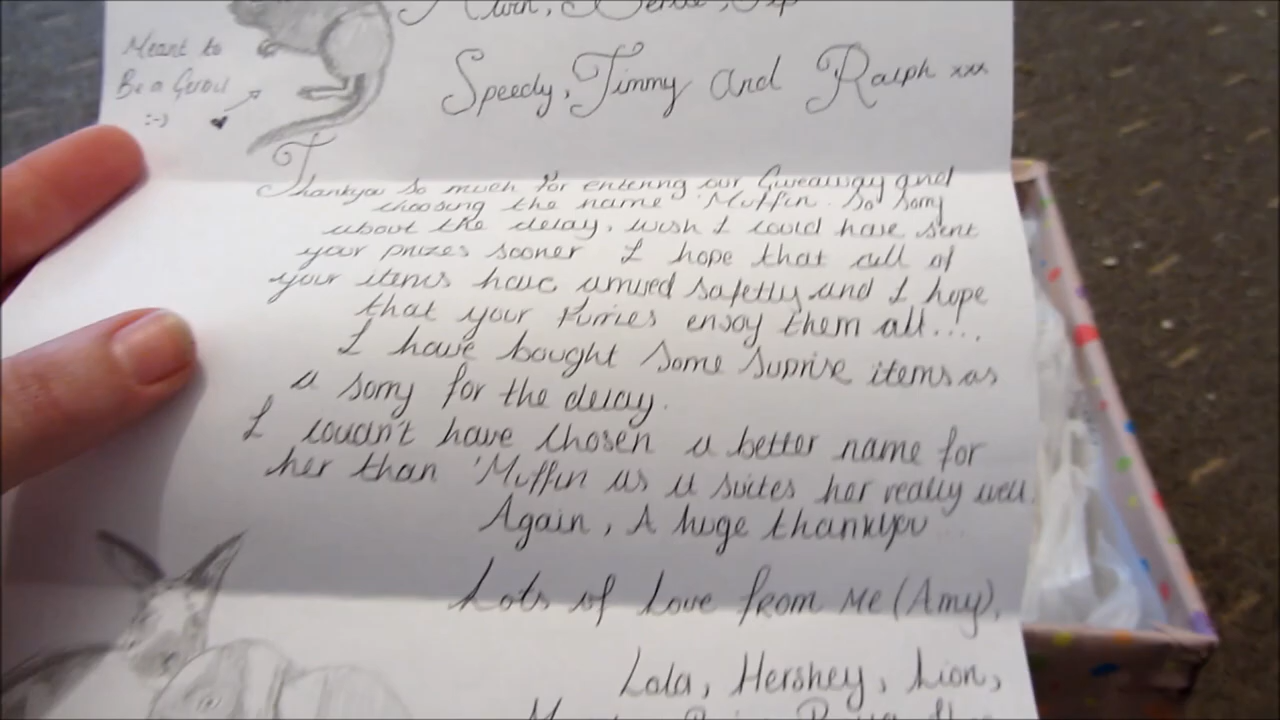 Speedy, Timmy and Ralph xxx
Meant to
Be a Gerbil
:-)
Thankyou so much for entering our Giveaway and
choosing the name 'Muffin. So sorry
about the delay, wish I could have sent
your prizes sooner I hope that all of
your items have arrived safetly and I hope
that your Furries enjoy them all....
I have bought some suprise items as
a sorry for the delay.
I couldn't have chosen a better name for
her than 'Muffin as it suites her really well.
Again, A huge thankyou
Lots of Love from Me (Amy),
Lola, Hershey, Lion,